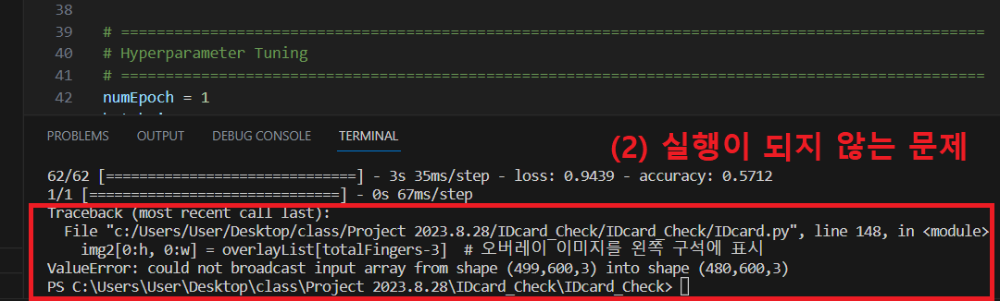 38
39 # ========================================================================================================
40 # Hyperparameter Tuning
41 # ========================================================================================================
42 numEpoch = 1
PROBLEMS OUTPUT DEBUG CONSOLE TERMINAL
(2) 실행이 되지 않는 문제
62/62 [==============================] - 3s 35ms/step - loss: 0.9439 - accuracy: 0.5712
1/1 [==============================] - 0s 67ms/step
Traceback (most recent call last):
File "c:/Users/User/Desktop/class/Project 2023.8.28/IDcard_Check/IDcard_Check/IDcard.py", line 148, in <module>
img2[0:h, 0:w] = overlayList[totalFingers-3]  # 오버레이 이미지를 왼쪽 구석에 표시
ValueError: could not broadcast input array from shape (499,600,3) into shape (480,600,3)
PS C:\Users\User\Desktop\class\Project 2023.8.28\IDcard_Check\IDcard_Check>